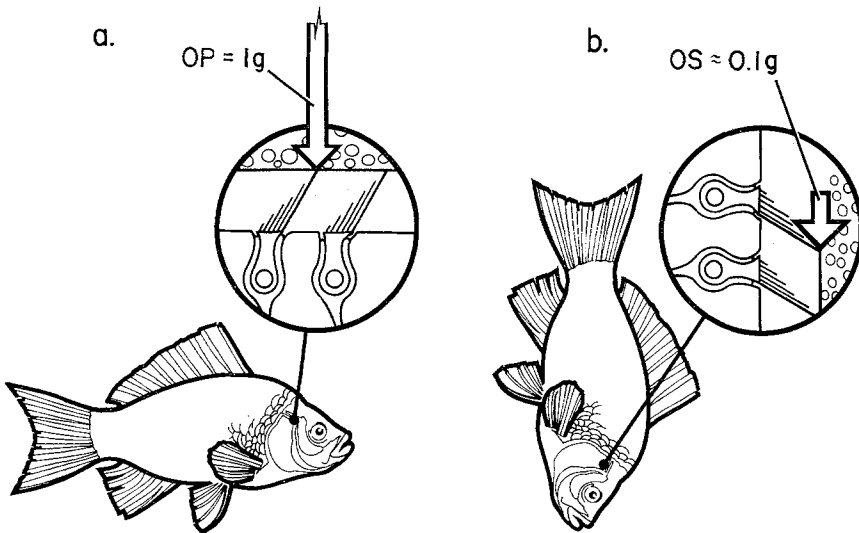 a.
OP = 1g
b.
OS ≈ 0.1g